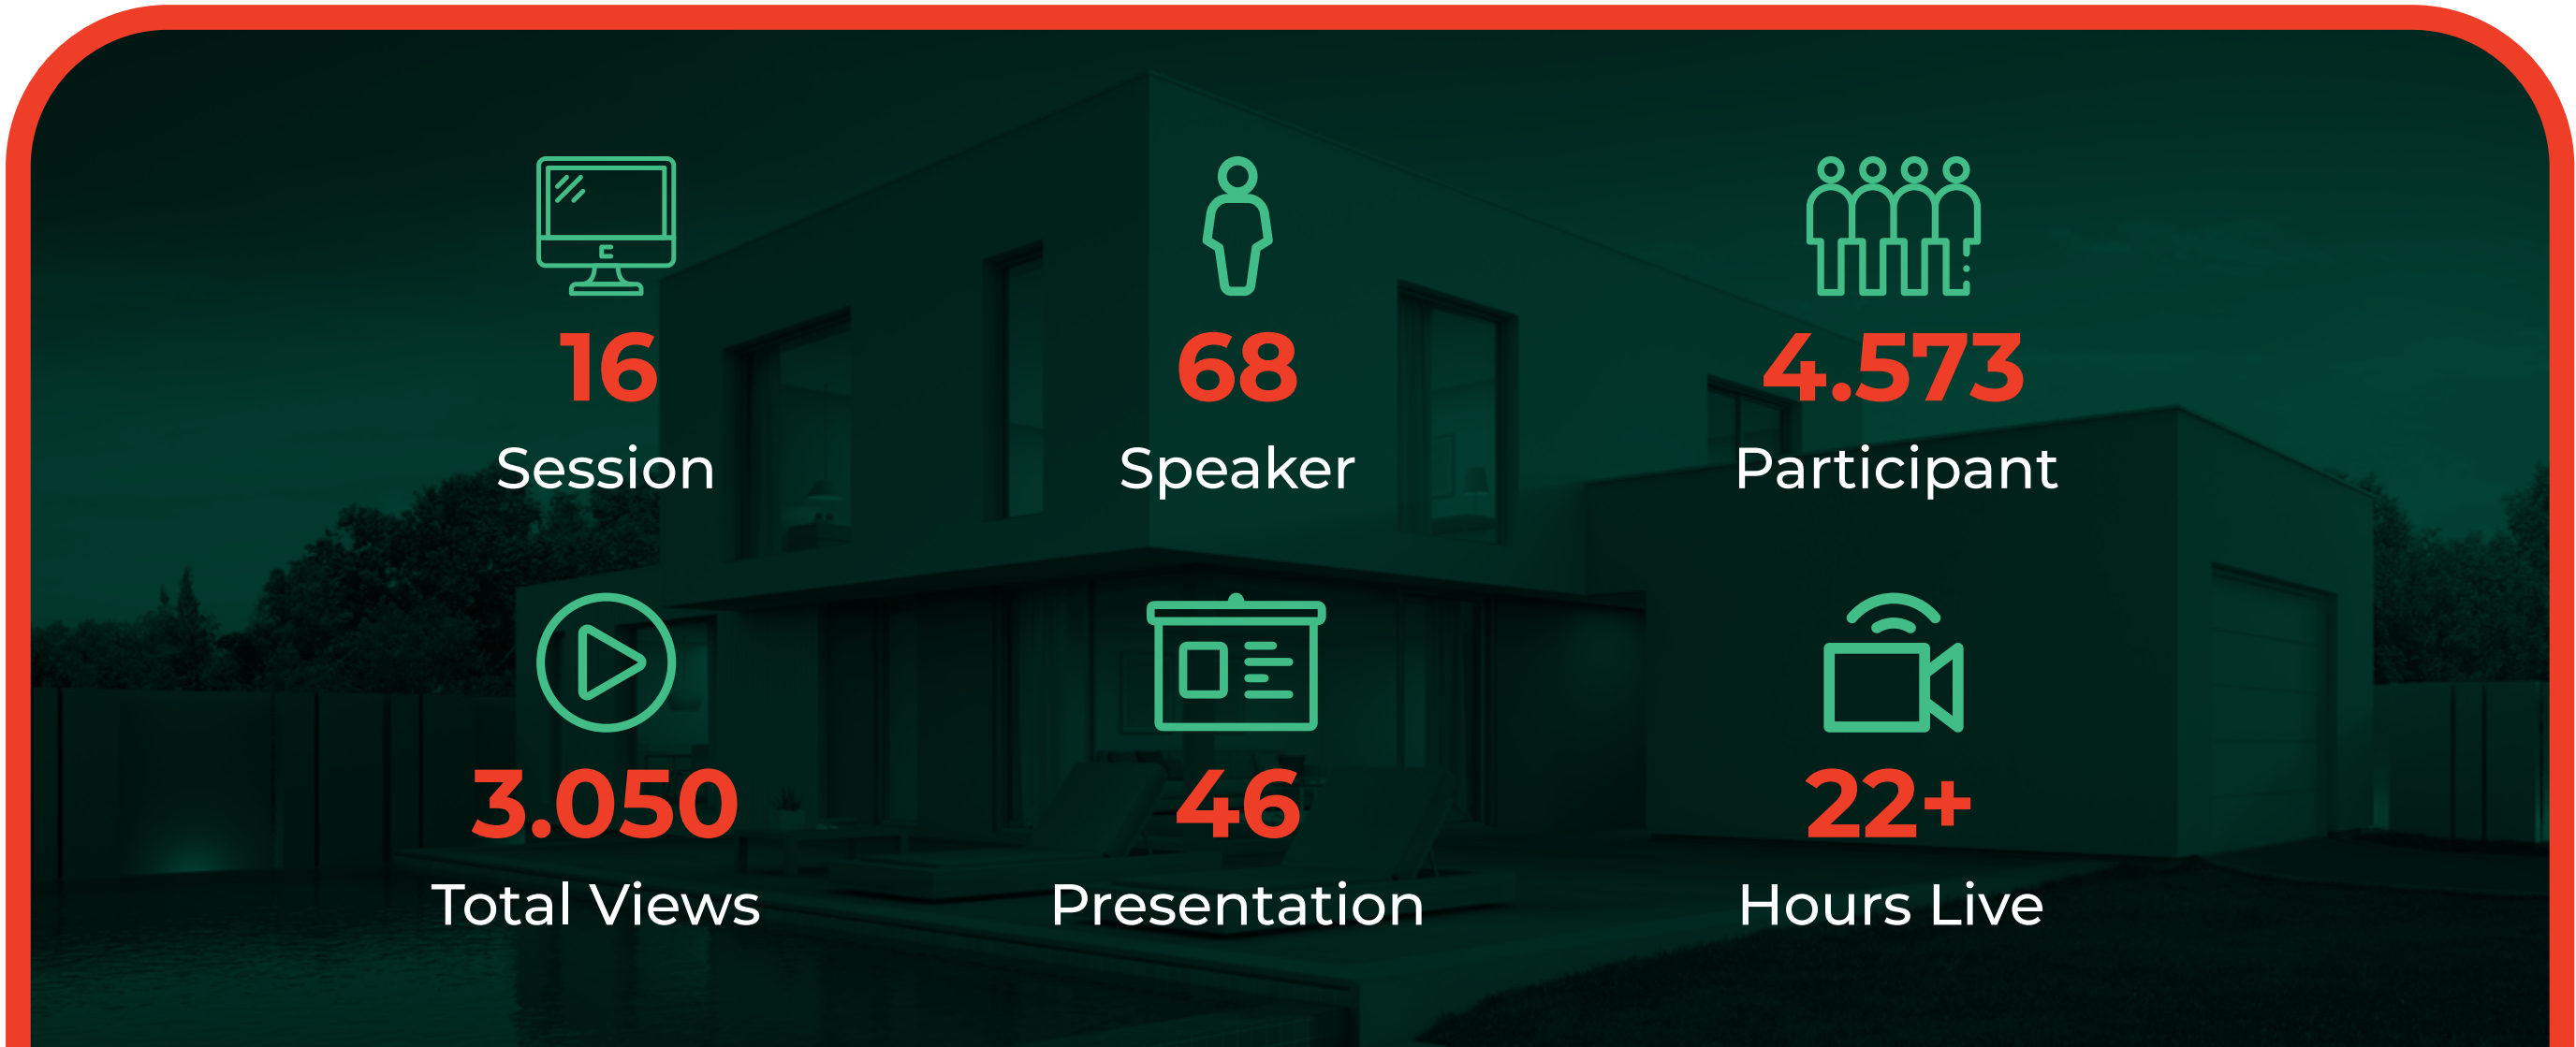 16
68
4.573
Session
Speaker
Participant
3.050
46
22+
Total Views
Presentation
Hours Live